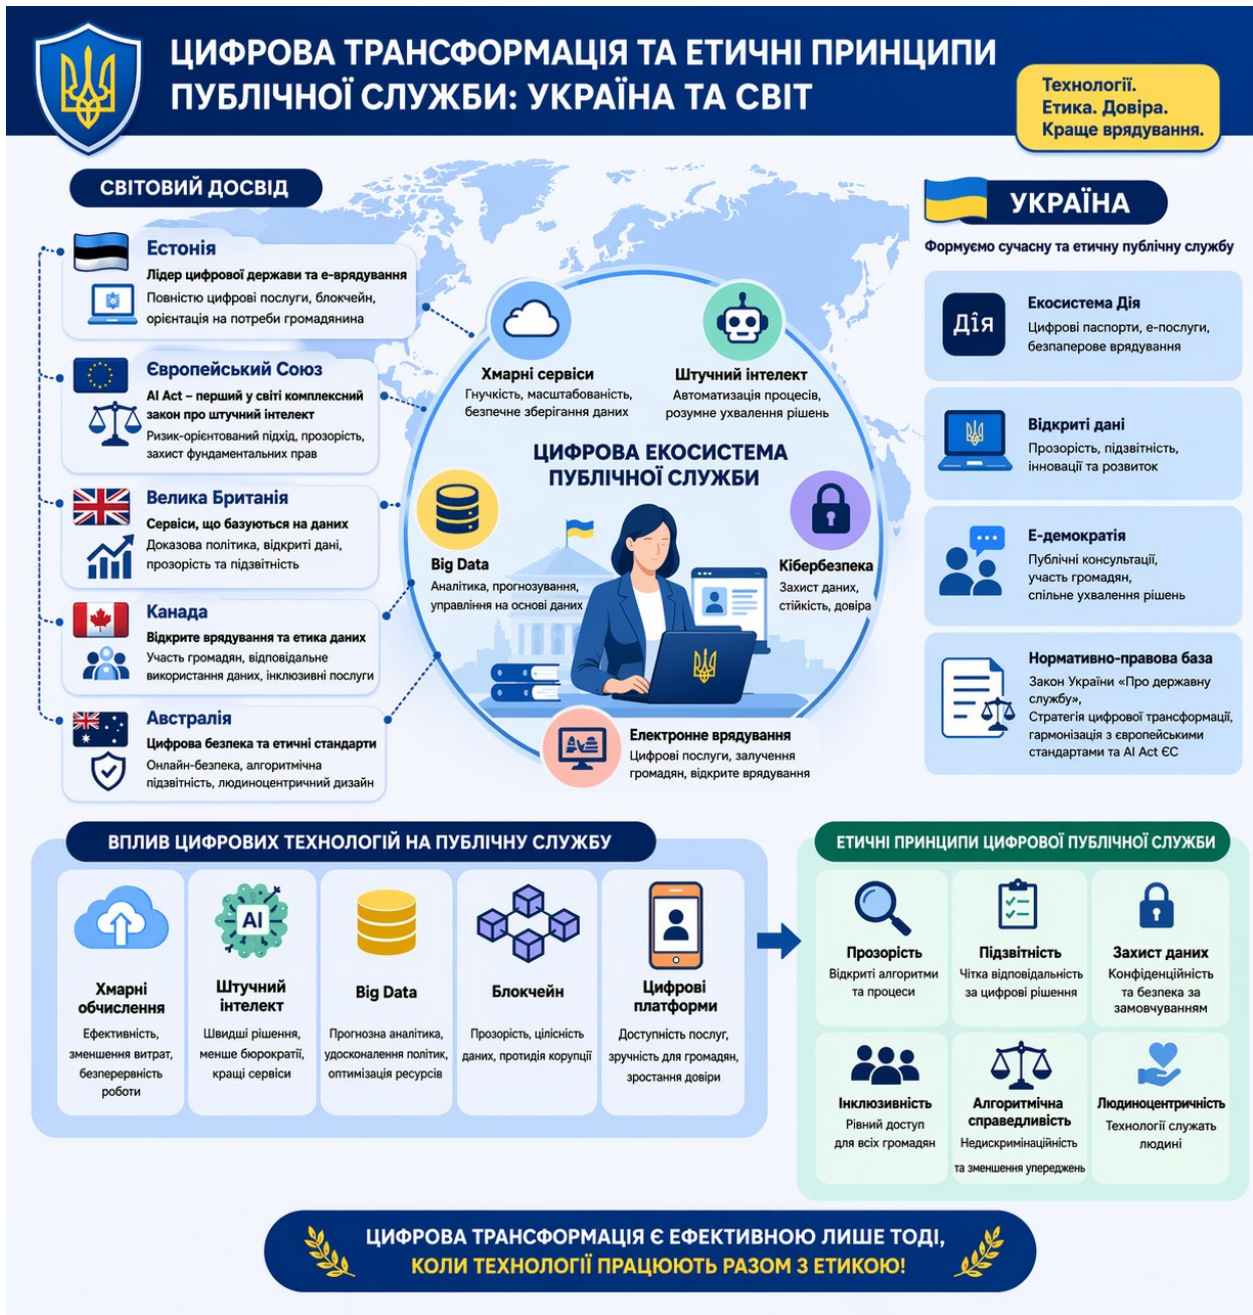 ЦИФРОВА ТРАНСФОРМАЦІЯ ТА ЕТИЧНІ ПРИНЦИПИ
ПУБЛІЧНОЇ СЛУЖБИ: УКРАЇНА ТА СВІТ
Технології.
Етика. Довіра.
Краще врядування.
СВІТОВИЙ ДОСВІД
Естонія
Лідер цифрової держави та е-врядування
Повністю цифрові послуги, блокчейн,
орієнтація на потреби громадянина
Європейський Союз
AI Act – перший у світі комплексний
закон про штучний інтелект
Ризик-орієнтований підхід, прозорість,
захист фундаментальних прав
Велика Британія
Сервіси, що базуються на даних
Доказова політика, відкриті дані,
прозорість та підзвітність
Канада
Відкрите врядування та етика даних
Участь громадян, відповідальне
використання даних, інклюзивні послуги
Австралія
Цифрова безпека та етичні стандарти
Онлайн-безпека, алгоритмічна
підзвітність, людиноцентричний дизайн
Хмарні сервіси
Гнучкість, масштабованість,
безпечне зберігання даних
Штучний інтелект
Автоматизація процесів,
розумне ухвалення рішень
ЦИФРОВА ЕКОСИСТЕМА
ПУБЛІЧНОЇ СЛУЖБИ
Big Data
Аналітика, прогнозування,
управління на основі даних
Кібербезпека
Захист даних,
стійкість, довіра
Електронне врядування
Цифрові послуги, залучення
громадян, відкрите врядування
УКРАЇНА
Формуємо сучасну та етичну публічну службу
Дія
Екосистема Дія
Цифрові паспорти, е-послуги,
безпаперове врядування
Відкриті дані
Прозорість, підзвітність,
інновації та розвиток
Е-демократія
Публічні консультації,
участь громадян,
спільне ухвалення рішень
Нормативно-правова база
Закон України «Про державну
службу»,
Стратегія цифрової трансформації,
гармонізація з європейськими
стандартами та AI Act ЄС
ВПЛИВ ЦИФРОВИХ ТЕХНОЛОГІЙ НА ПУБЛІЧНУ СЛУЖБУ
Хмарні
обчислення
Ефективність,
зменшення витрат,
безперервність
роботи
AI
Штучний
інтелект
Швидші рішення,
менше бюрократії,
кращі сервіси
Big Data
Прогнозна аналітика,
удосконалення політик,
оптимізація ресурсів
Блокчейн
Прозорість, цілісність
даних, протидія корупції
Цифрові
платформи
Доступність послуг,
зручність для громадян,
зростання довіри
ЕТИЧНІ ПРИНЦИПИ ЦИФРОВОЇ ПУБЛІЧНОЇ СЛУЖБИ
Прозорість
Відкриті алгоритми
та процеси
Підзвітність
Чітка відповідальність
за цифрові рішення
Захист даних
Конфіденційність
та безпека за
замовчуванням
Інклюзивність
Рівний доступ
для всіх громадян
Алгоритмічна
справедливість
Недискримінаційність
та зменшення упереджень
Людиноцентричність
Технології служать
людині
ЦИФРОВА ТРАНСФОРМАЦІЯ Є ЕФЕКТИВНОЮ ЛИШЕ ТОДІ,
КОЛИ ТЕХНОЛОГІЇ ПРАЦЮЮТЬ РАЗОМ З ЕТИКОЮ!